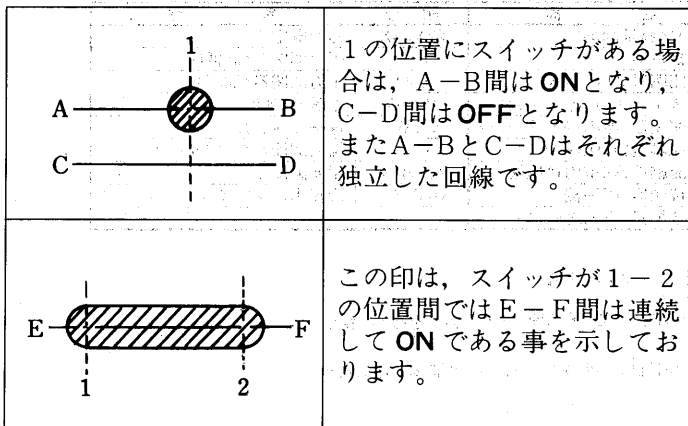 1
A
B
C
D
1の位置にスイッチがある場
合は，A－B間はONとなり，
C－D間はOFFとなります。
またA－BとC－Dはそれぞれ
独立した回線です。
E
F
1
2
この印は，スイッチが1－2
の位置間ではE－F間は連続
してONである事を示してお
ります。